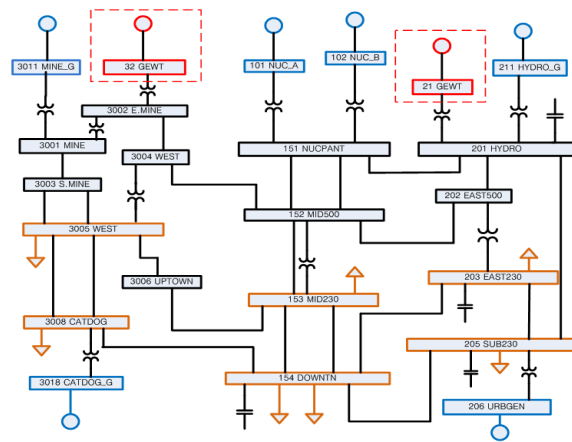 3011 MINE_G
32 GEWT
101 NUC_A
102 NUC_B
21 GEWT
211 HYDRO_G
3002 E.MINE
3001 MINE
3004 WEST
151 NUCPANT
201 HYDRO
3003 S.MINE
202 EAST500
152 MID500
3005 WEST
3006 UPTOWN
203 EAST230
153 MID230
3008 CATDOG
205 SUB230
154 DOWNTN
3018 CATDOG_G
206 URBGEN